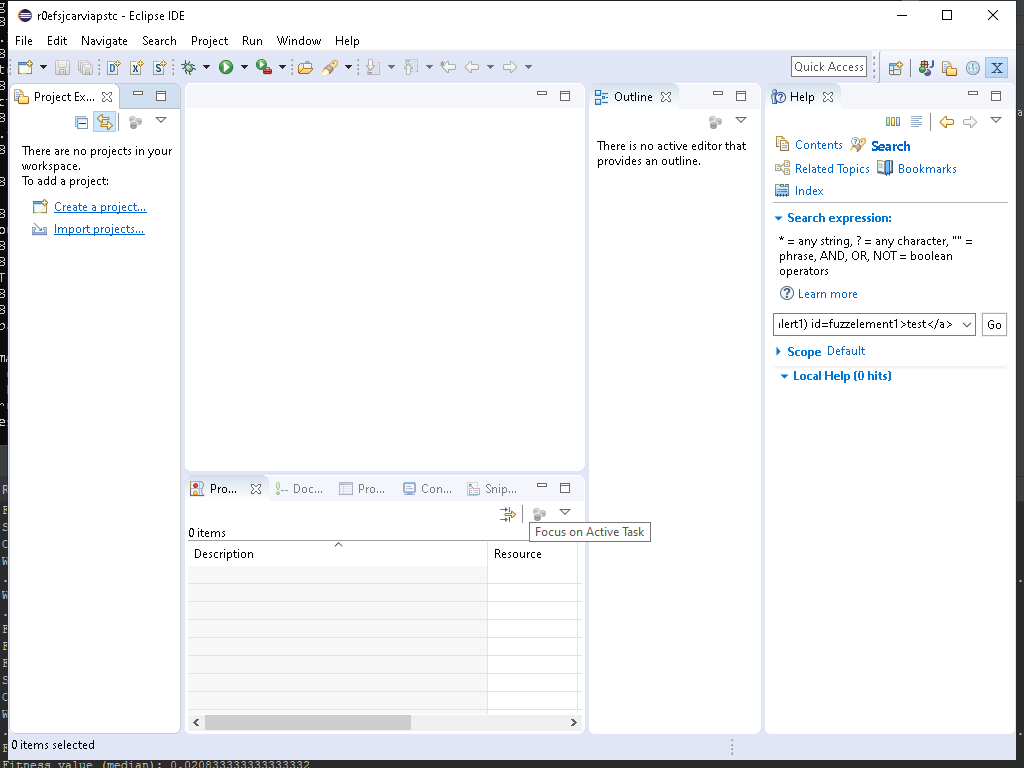 r0efsjcarviapstc - Eclipse IDE
File Edit Navigate Search Project Run Window Help
Quick Access
Project Ex...
There are no projects in your
workspace.
To add a project:
Create a project...
Import projects...
Outline
There is no active editor that
provides an outline.
Help
Contents Search
Related Topics Bookmarks
Index
Search expression:
* = any string, ? = any character, "" =
phrase, AND, OR, NOT = boolean
operators
Learn more
ilert1) id=fuzzelement1>test</a> Go
Scope Default
Local Help (0 hits)
Pro... Doc... Pro... Con... Snip...
0 items
Focus on Active Task
Description Resource
0 items selected
Fitness value (median): 0.020833333333333332